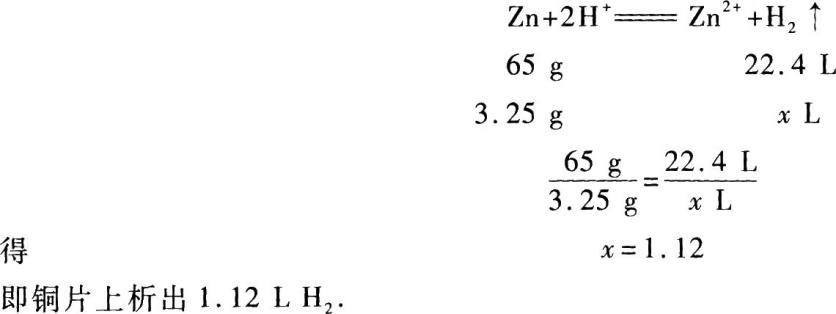 Zn+2H⁺═══Zn²⁺+H₂↑
65 g 22.4 L
3.25 g x L
65 g/3.25 g=22.4 L/x L
得 x=1.12
即铜片上析出 1.12 L H₂.